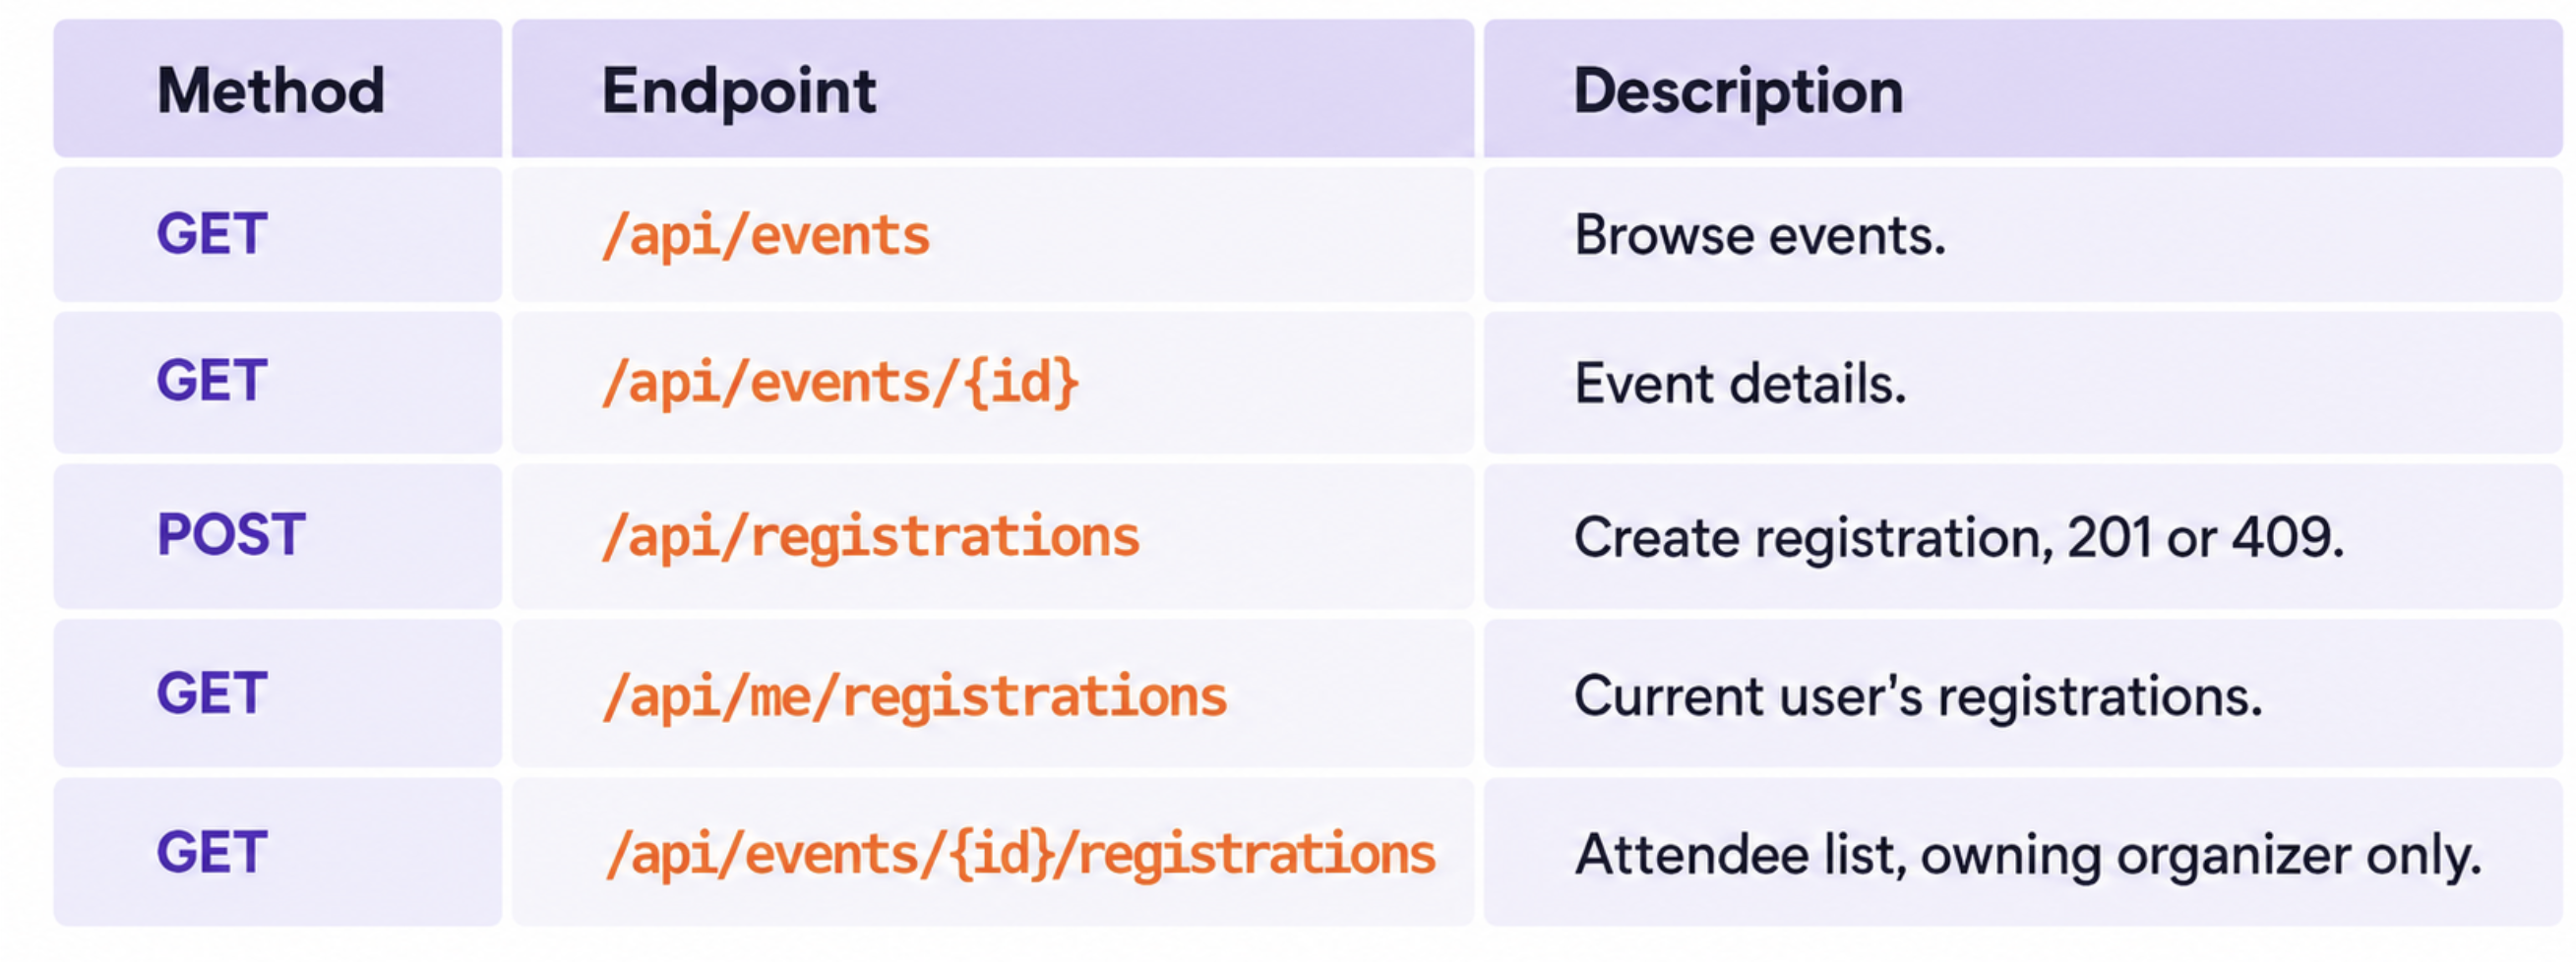 Method Endpoint Description
GET /api/events Browse events.
GET /api/events/{id} Event details.
POST /api/registrations Create registration, 201 or 409.
GET /api/me/registrations Current user’s registrations.
GET /api/events/{id}/registrations Attendee list, owning organizer only.